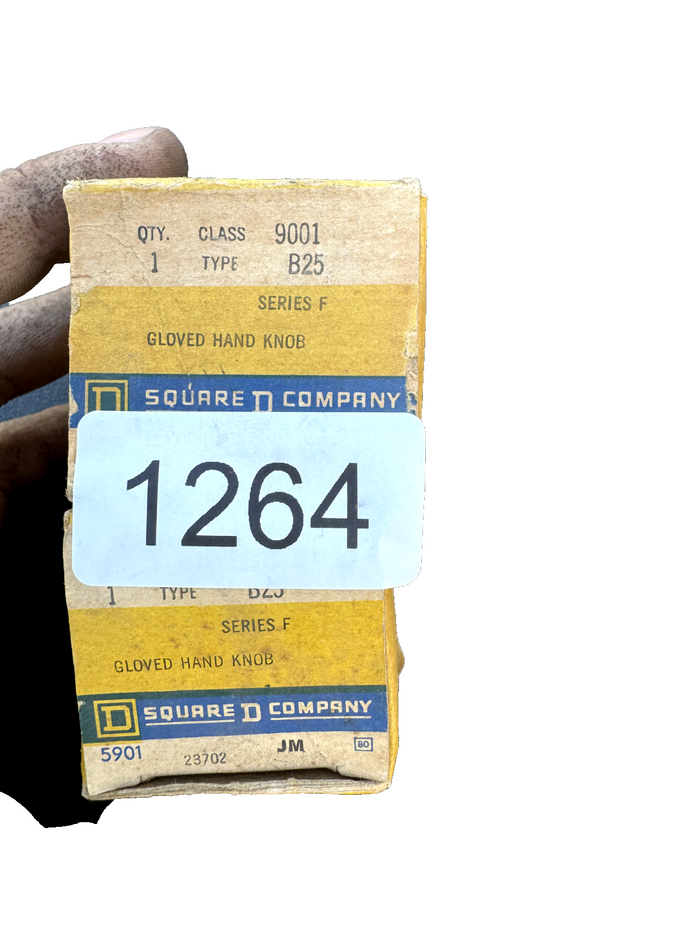 QTY. CLASS 9001
1 TYPE B25
SERIES F
GLOVED HAND KNOB
D SQUARE D COMPANY
1264
1 TYPE B25
SERIES F
GLOVED HAND KNOB
D SQUARE D COMPANY
5901 23702 JM 80